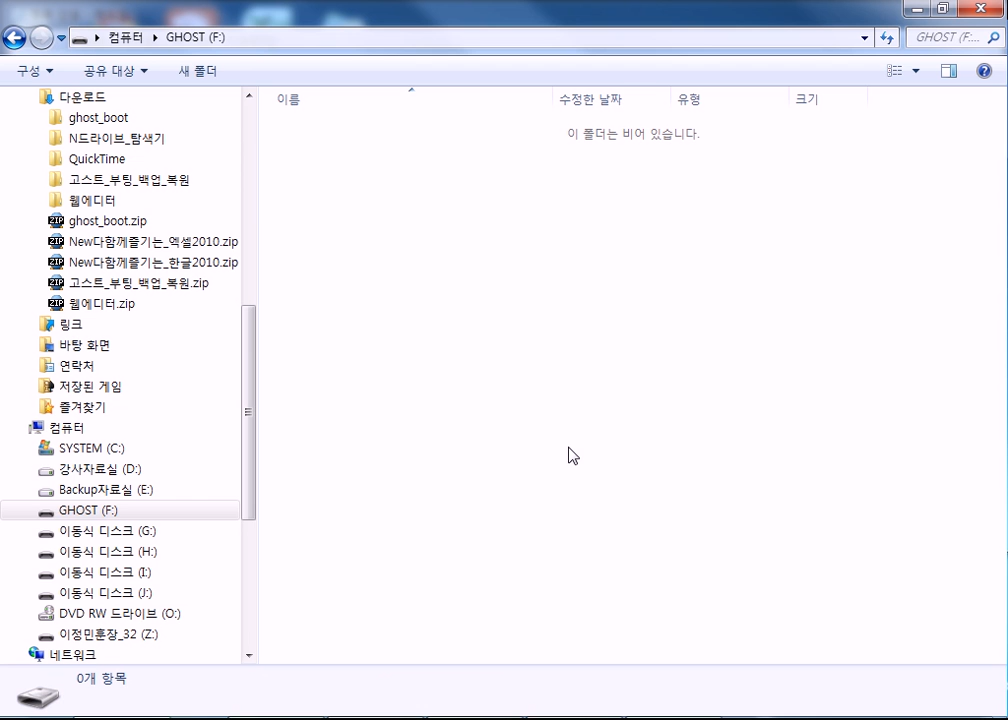 컴퓨터 GHOST (F:) GHOST (F:...
구성 공유 대상 새 폴더
다운로드
ghost_boot
N드라이브_탐색기
QuickTime
고스트_부팅_백업_복원
웹에디터
ghost_boot.zip
New다함께즐기는_엑셀2010.zip
New다함께즐기는_한글2010.zip
고스트_부팅_백업_복원.zip
웹에디터.zip
링크
바탕 화면
연락처
저장된 게임
즐겨찾기
컴퓨터
SYSTEM (C:)
강사자료실 (D:)
Backup자료실 (E:)
GHOST (F:)
이동식 디스크 (G:)
이동식 디스크 (H:)
이동식 디스크 (I:)
이동식 디스크 (J:)
DVD RW 드라이브 (O:)
이정민훈장_32 (Z:)
네트워크
이름 수정한 날짜 유형 크기
이 폴더는 비어 있습니다.
0개 항목